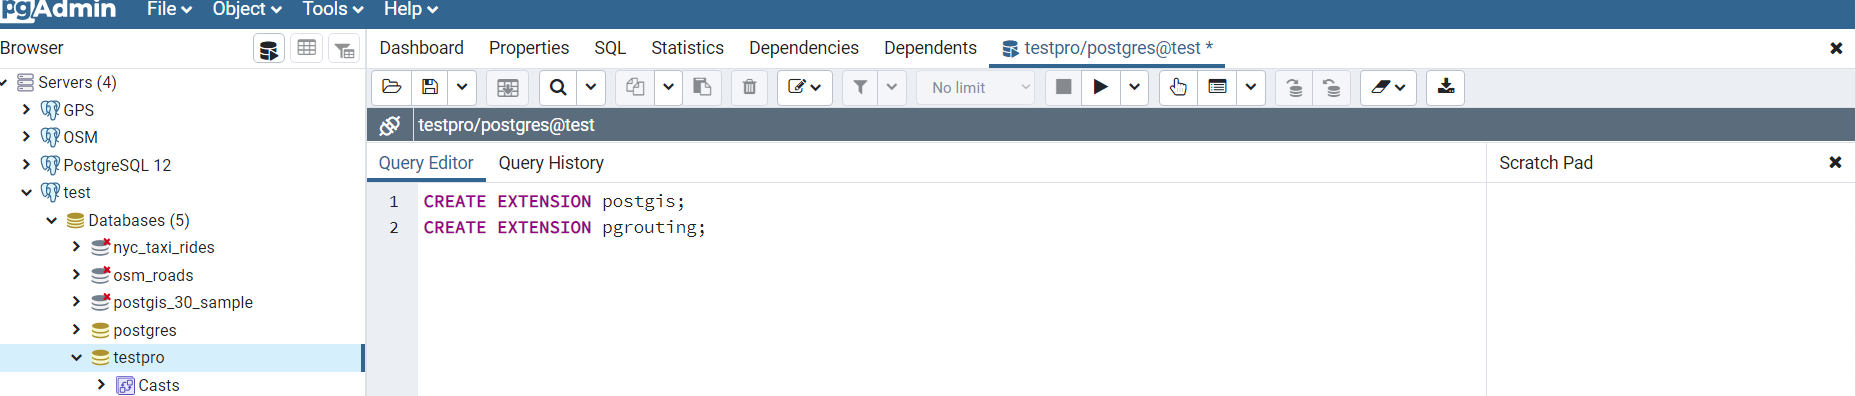 pgAdmin File Object Tools Help
Browser
Dashboard Properties SQL Statistics Dependencies Dependents testpro/postgres@test *
Servers (4)
GPS
OSM
PostgreSQL 12
test
Databases (5)
nyc_taxi_rides
osm_roads
postgis_30_sample
postgres
testpro
Casts
No limit
testpro/postgres@test
Query Editor Query History
Scratch Pad
1 CREATE EXTENSION postgis;
2 CREATE EXTENSION pgrouting;